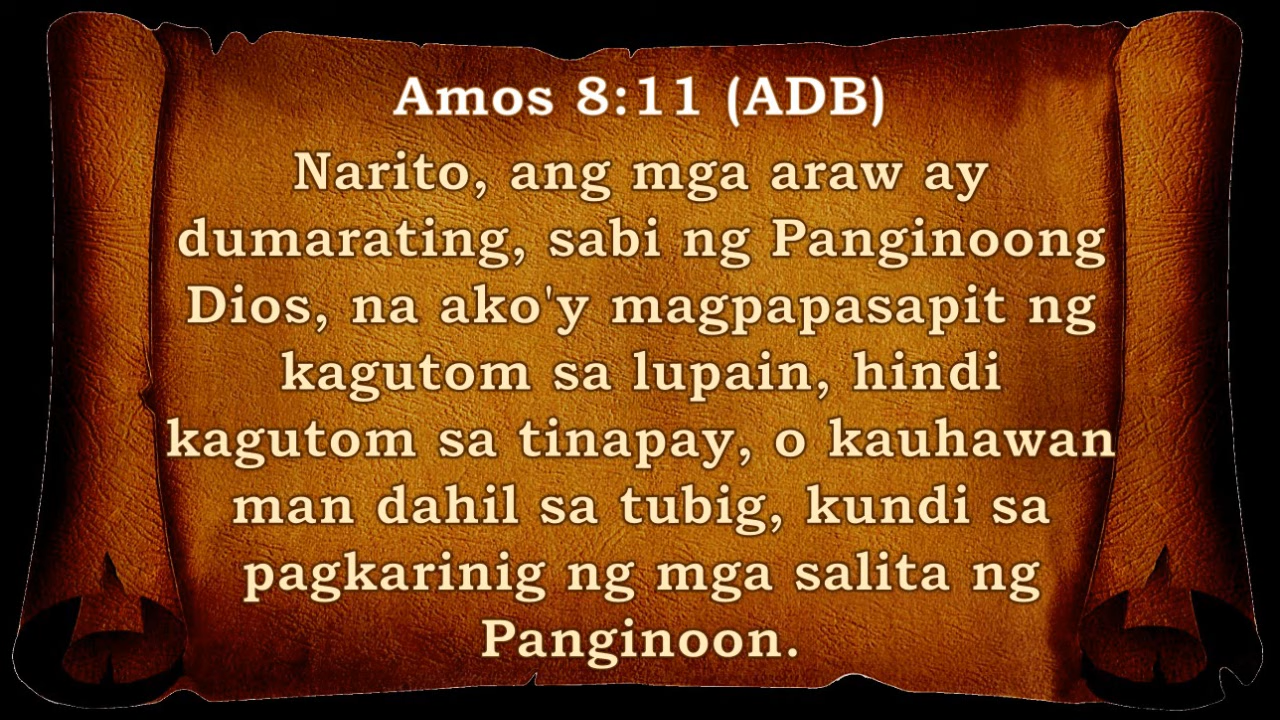 Amos 8:11 (ADB)
Narito, ang mga araw ay
dumarating, sabi ng Panginoong
Dios, na ako'y magpapasapit ng
kagutom sa lupain, hindi
kagutom sa tinapay, o kauhawan
man dahil sa tubig, kundi sa
pagkarinig ng mga salita ng
Panginoon.